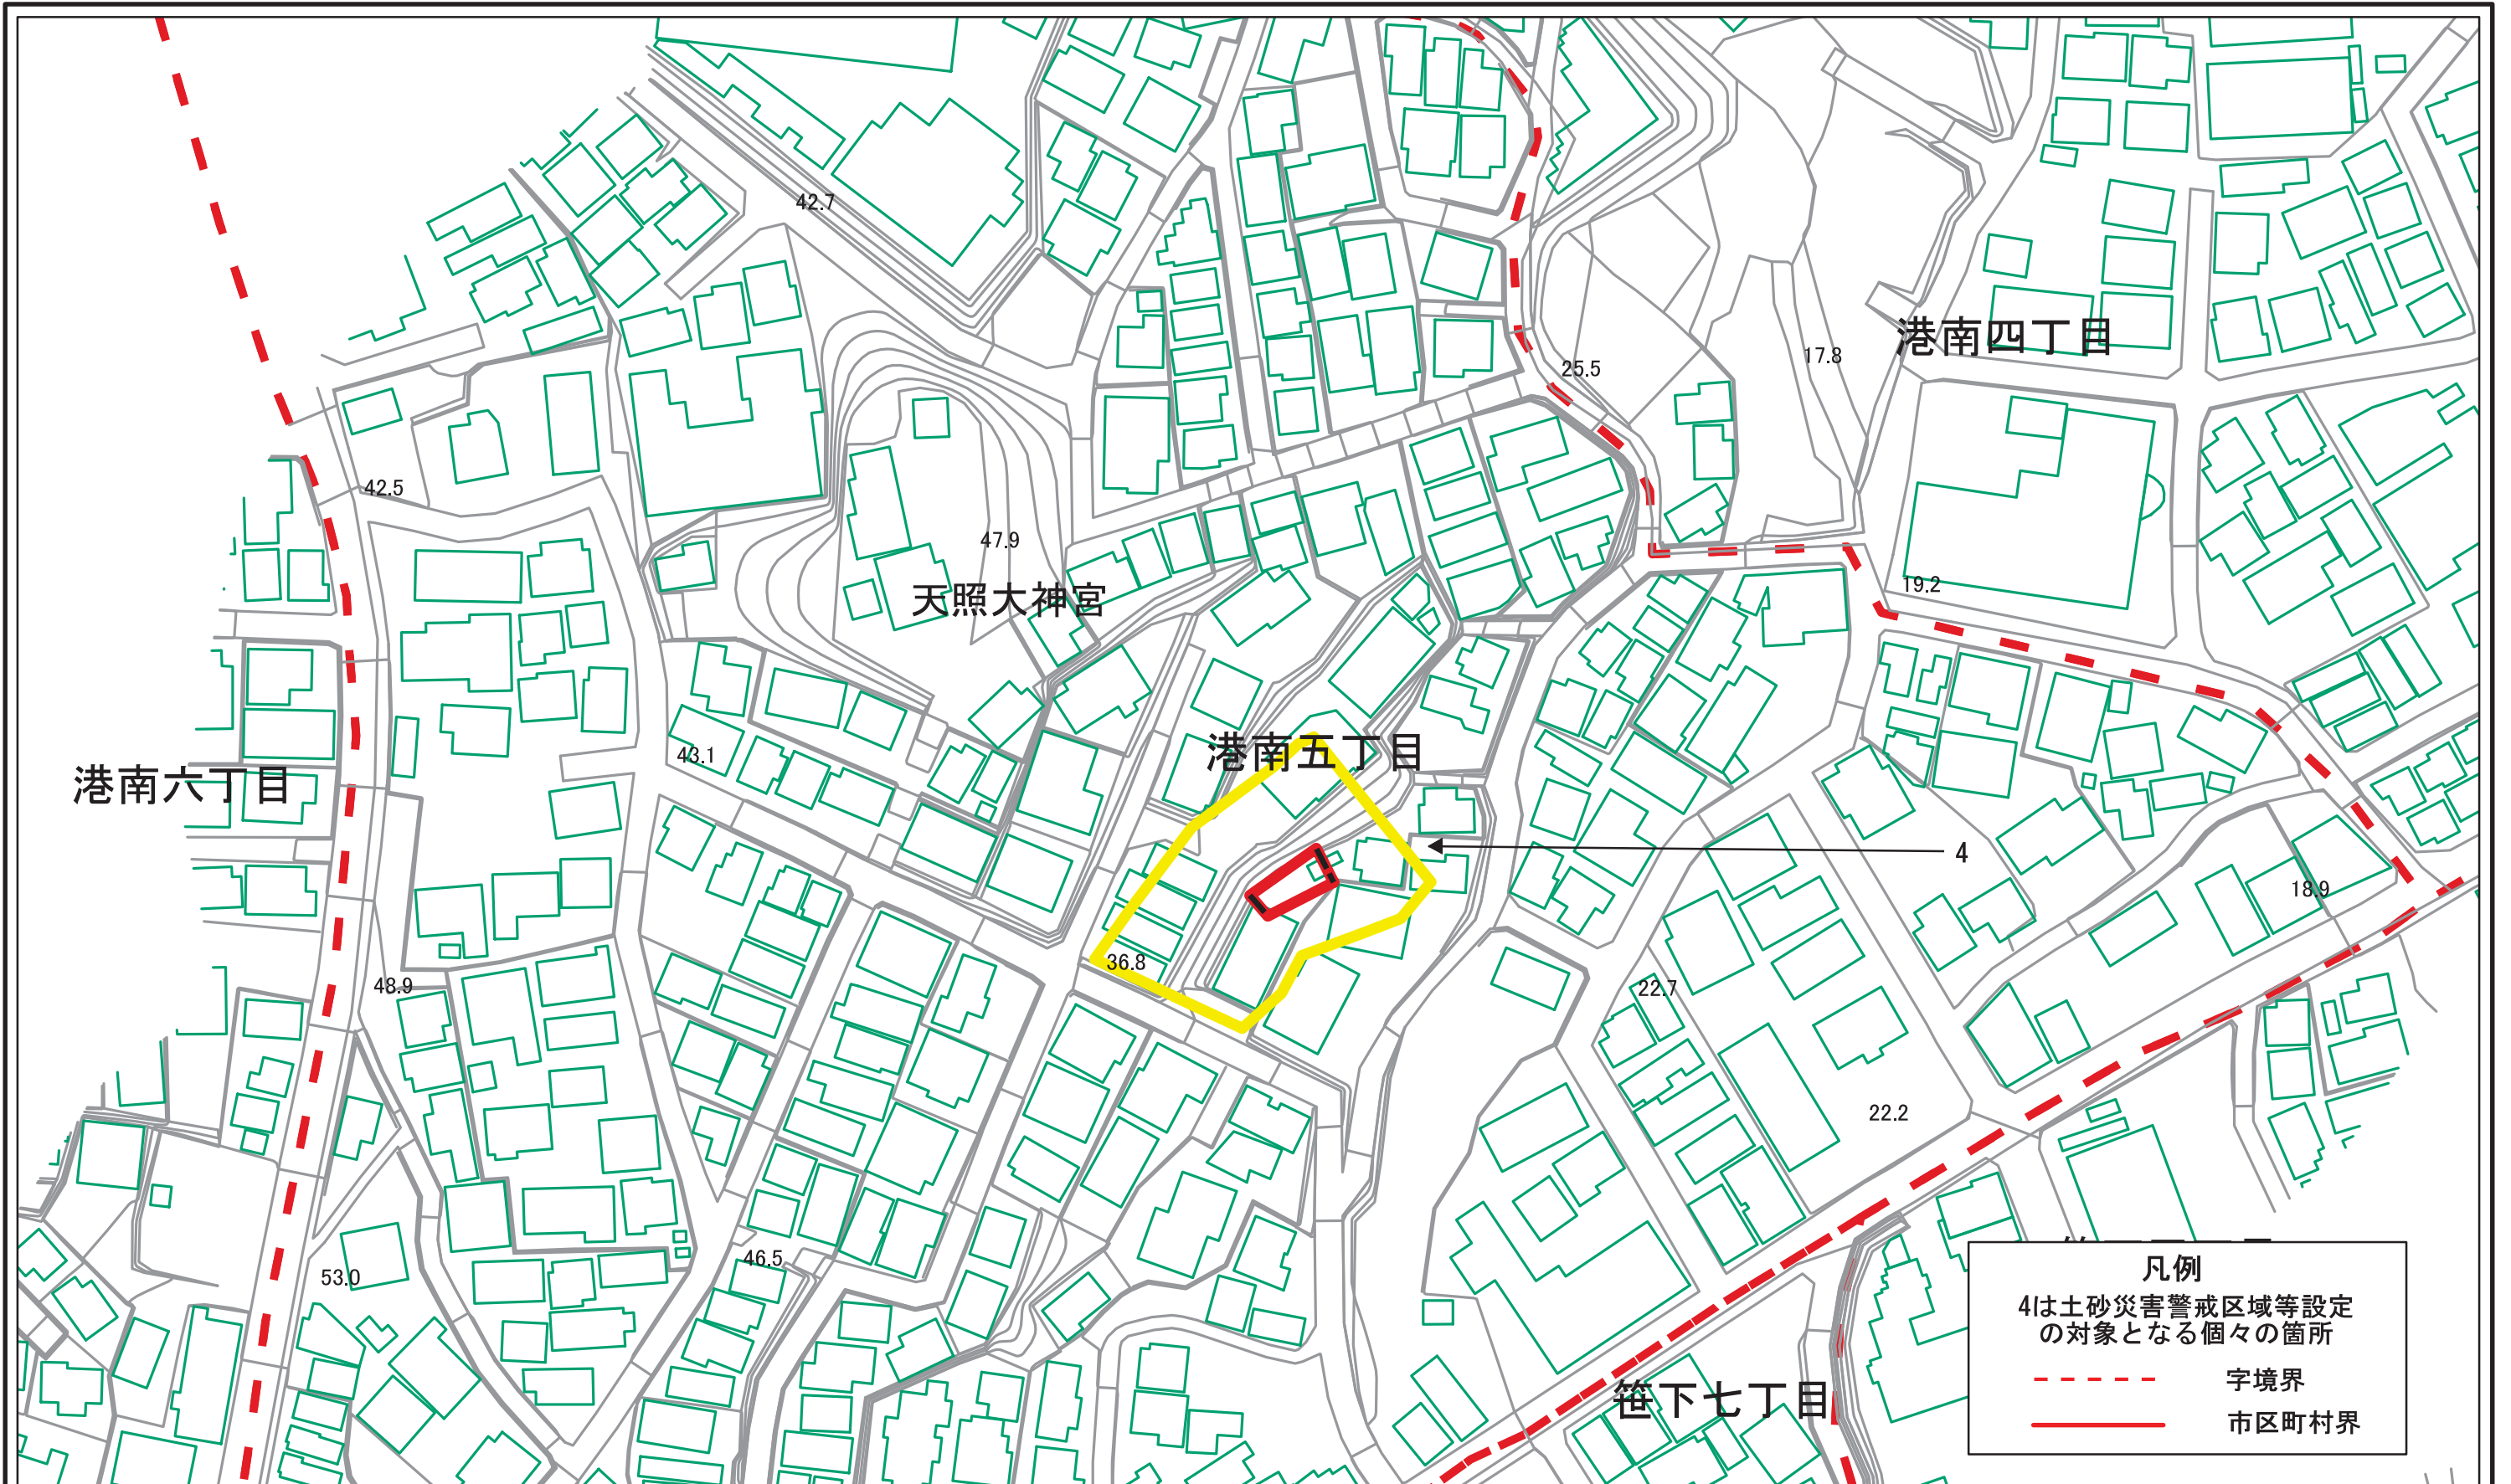 42.7
港南四丁目
17.8
25.5
42.5
47.9
19.2
天照大神宮
港南五丁目
43.1
港南六丁目
4
18.9
36.8
48.9
22.7
22.2
46.5
53.0
凡例
4は土砂災害警戒区域等設定
の対象となる個々の箇所
字境界
市区町村界
笹下七丁目